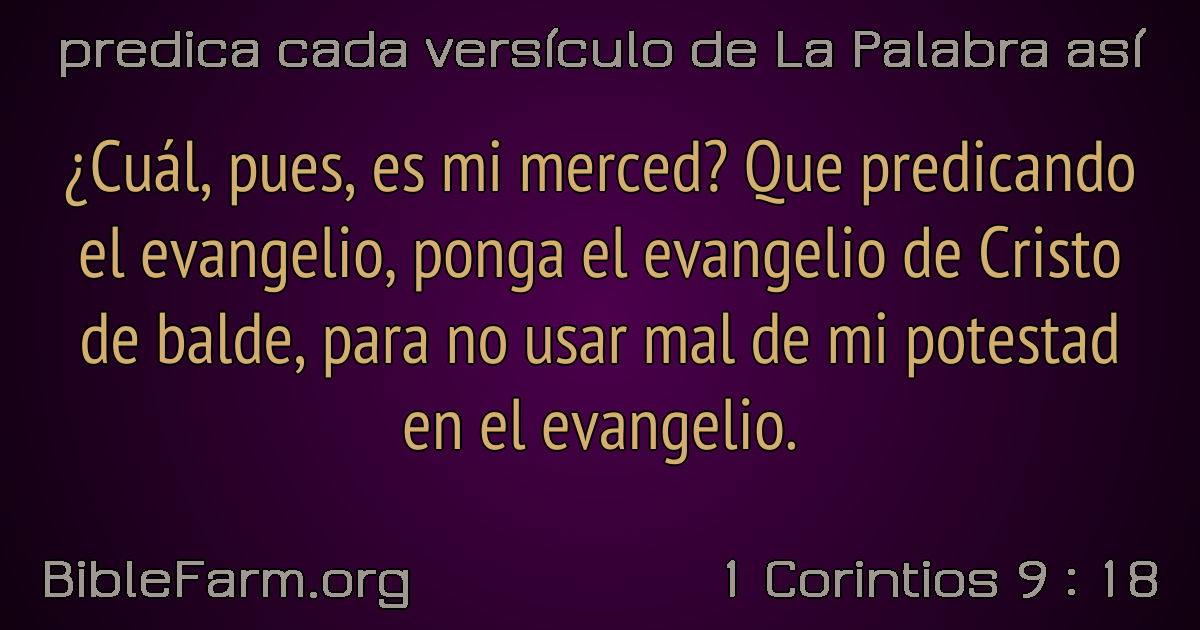 predica cada versículo de La Palabra así
¿Cuál, pues, es mi merced? Que predicando
el evangelio, ponga el evangelio de Cristo
de balde, para no usar mal de mi potestad
en el evangelio.
BibleFarm.org
1 Corintios 9 : 18